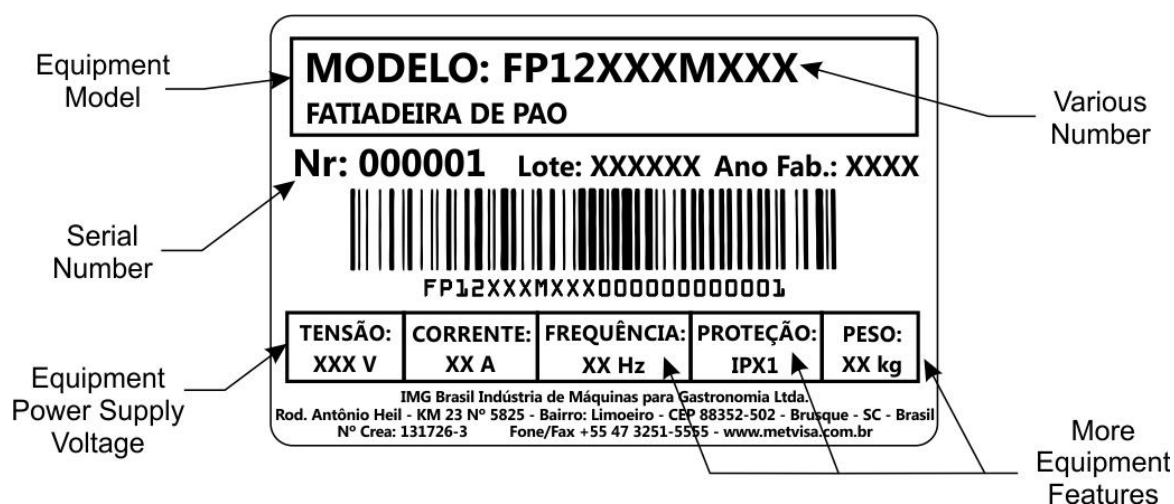 Equipment
Model
MODELO: FP12XXXMXXX
FATIADEIRA DE PAO
Various
Number
Nr: 000001 Lote: XXXXXX Ano Fab.: XXXX
Serial
Number
FP12XXXMXXX000000000001
TENSÃO: CORRENTE: FREQUÊNCIA: PROTEÇÃO: PESO:
XXX V XX A XX Hz IPX1 XX kg
Equipment
Power Supply
Voltage
IMG Brasil Indústria de Máquinas para Gastronomia Ltda.
Rod. Antônio Heil - KM 23 Nº 5825 - Bairro: Limoeiro - CEP 88352-502 - Brusque - SC - Brasil
Nº Crea: 131726-3 Fone/Fax +55 47 3251-5555 - www.metvisa.com.br
More
Equipment
Features